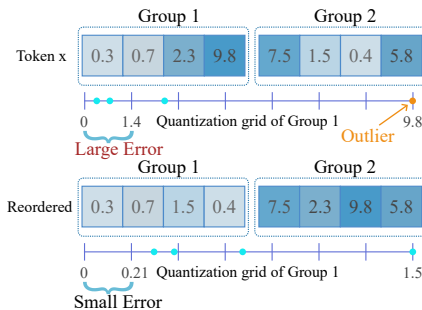 Group 1 Group 2
Token x 0.3 0.7 2.3 9.8 7.5 1.5 0.4 5.8
0 1.4 Quantization grid of Group 1 Outlier 9.8
Large Error
Group 1 Group 2
Reordered 0.3 0.7 1.5 0.4 7.5 2.3 9.8 5.8
0 0.21 Quantization grid of Group 1 1.5
Small Error